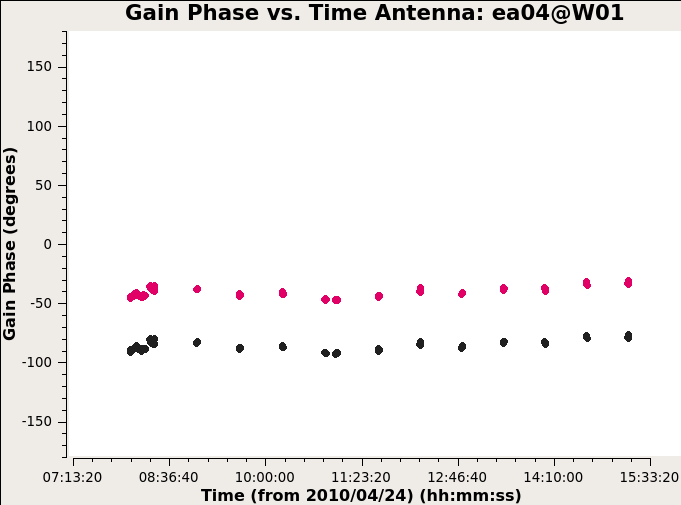 Gain Phase vs. Time Antenna: ea04@W01
150
100
50
0
-50
-100
-150
Gain Phase (degrees)
07:13:20 08:36:40 10:00:00 11:23:20 12:46:40 14:10:00 15:33:20
Time (from 2010/04/24) (hh:mm:ss)